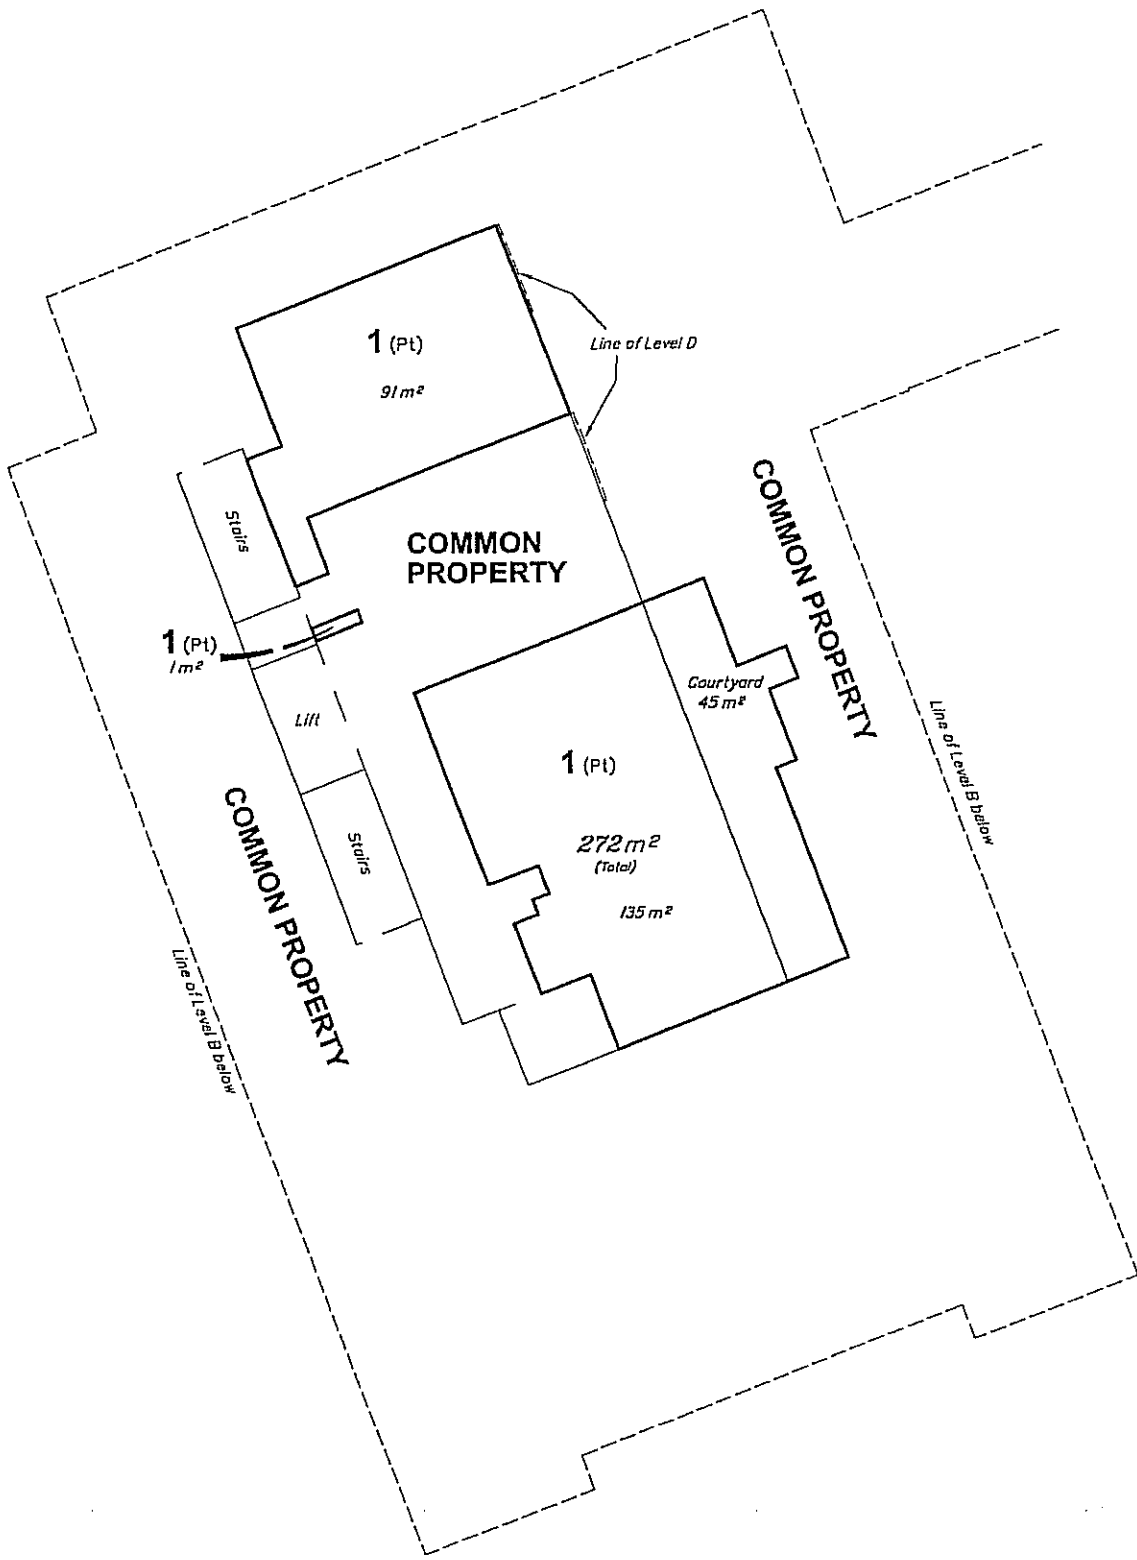 1 (Pt)
91 m²
Line of Level D
Stairs
COMMON
PROPERTY
COMMON PROPERTY
1 (Pt)
1 m²
Courtyard
45 m²
Lift
1 (Pt)
Line of Level B below
COMMON PROPERTY
Stairs
272 m²
(Total)
135 m²
Line of Level B below